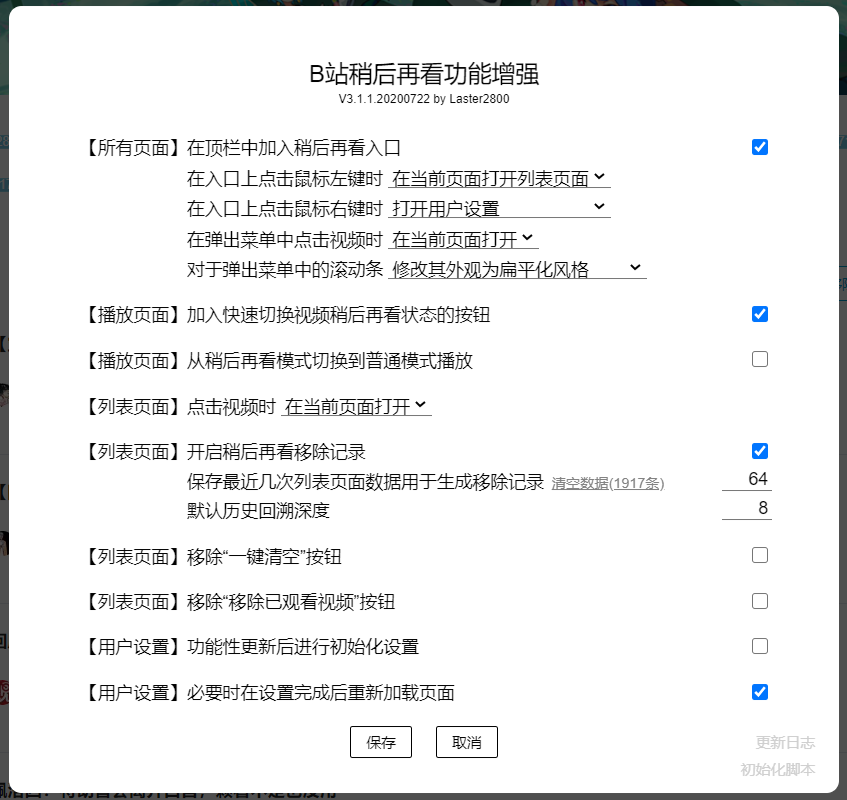 B站稍后再看功能增强
V3.1.1.20200722 by Laster2800
【所有页面】在顶栏中加入稍后再看入口
在入口上点击鼠标左键时 在当前页面打开列表页面
在入口上点击鼠标右键时 打开用户设置
在弹出菜单中点击视频时 在当前页面打开
对于弹出菜单中的滚动条 修改其外观为扁平化风格
【播放页面】加入快速切换视频稍后再看状态的按钮
【播放页面】从稍后再看模式切换到普通模式播放
【列表页面】点击视频时 在当前页面打开
【列表页面】开启稍后再看移除记录
保存最近几次列表页面数据用于生成移除记录 清空数据(1917条) 64
默认历史回溯深度 8
【列表页面】移除“一键清空”按钮
【列表页面】移除“移除已观看视频”按钮
【用户设置】功能性更新后进行初始化设置
【用户设置】必要时在设置完成后重新加载页面
保存 取消
更新日志
初始化脚本